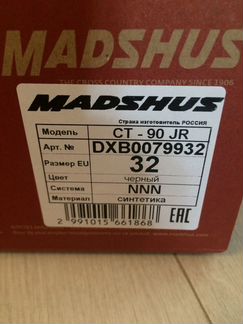 MADSHUS
THE CROSS COUNTRY COMPANY SINCE 1906
MADSHUS
Страна изготовитель РОССИЯ
Модель CT - 90 JR
Арт. № DXB0079932
Размер EU 32
Цвет черный
Система NNN
Материал синтетика
2 991015 661868
EAC